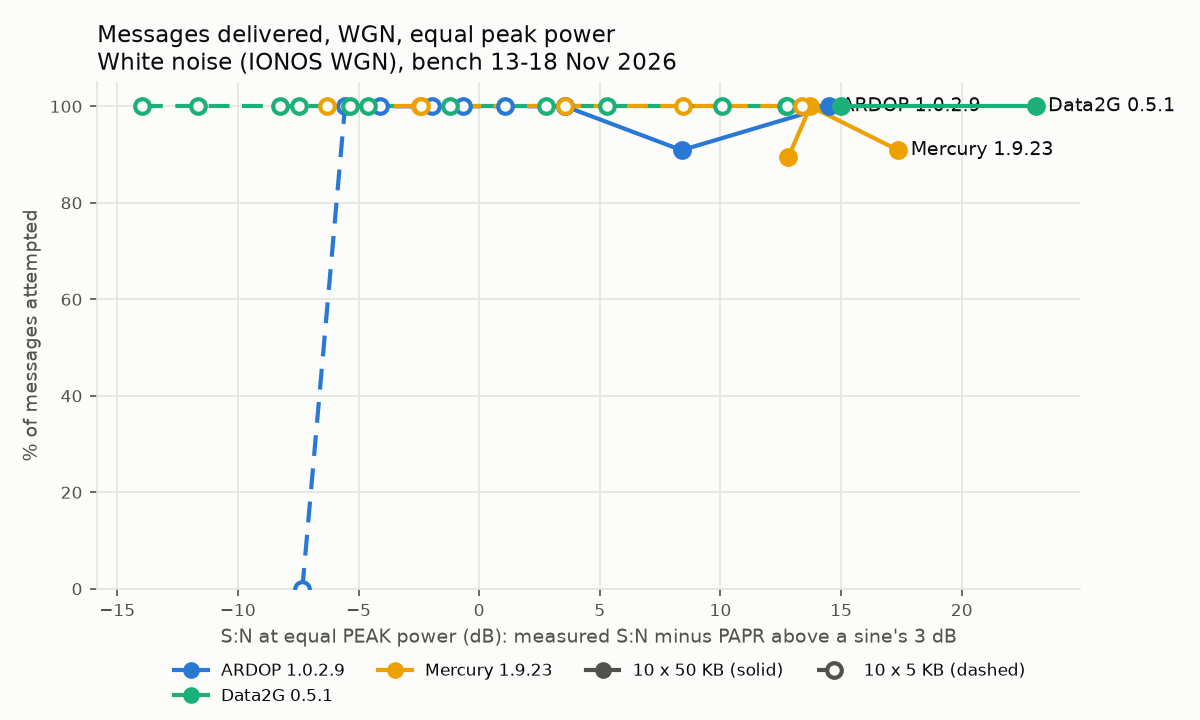 Messages delivered, WGN, equal peak power
White noise (IONOS WGN), bench 13-18 Nov 2026
% of messages attempted
100
80
60
40
20
0
ARDOP 1.0.2.9
Data2G 0.5.1
Mercury 1.9.23
−15 −10 −5 0 5 10 15 20
S:N at equal PEAK power (dB): measured S:N minus PAPR above a sine's 3 dB
ARDOP 1.0.2.9 Mercury 1.9.23 10 x 50 KB (solid) 10 x 5 KB (dashed)
Data2G 0.5.1